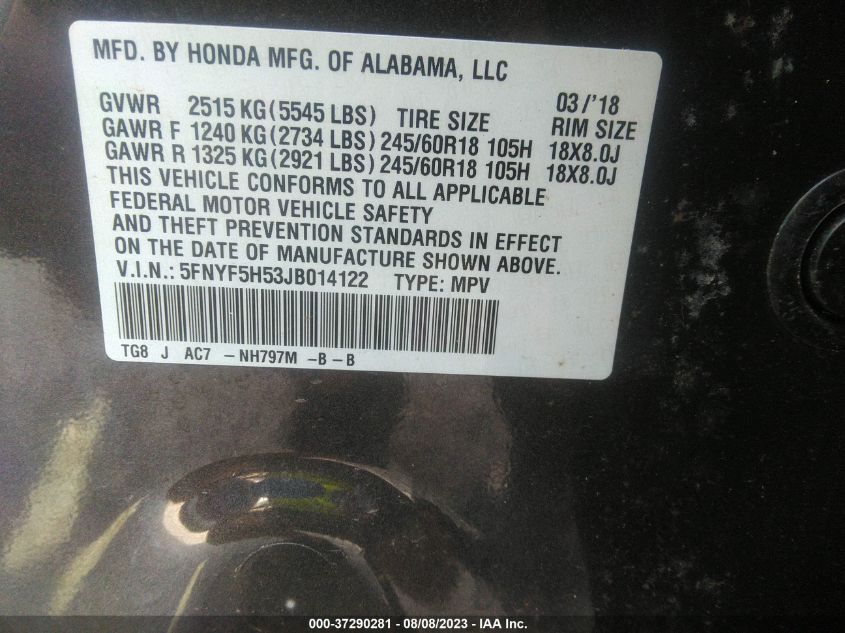 MFD. BY HONDA MFG. OF ALABAMA, LLC
03/'18
GVWR 2515 KG(5545 LBS) TIRE SIZE RIM SIZE
GAWR F 1240 KG(2734 LBS) 245/60R18 105H 18X8.0J
GAWR R 1325 KG(2921 LBS) 245/60R18 105H 18X8.0J
THIS VEHICLE CONFORMS TO ALL APPLICABLE
FEDERAL MOTOR VEHICLE SAFETY
AND THEFT PREVENTION STANDARDS IN EFFECT
ON THE DATE OF MANUFACTURE SHOWN ABOVE.
V.I.N.: 5FNYF5H53JB014122 TYPE: MPV
TG8 J AC7 -NH797M -B-B
000-37290281 - 08/08/2023 - IAA Inc.